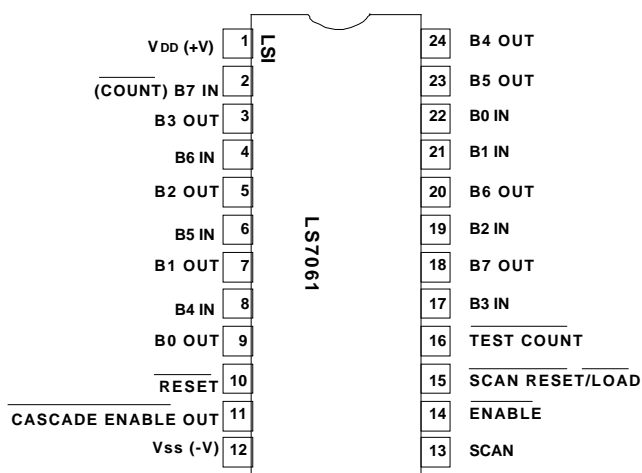 VDD (+V) 1
(COUNT) B7 IN 2
B3 OUT 3
B6 IN 4
B2 OUT 5
B5 IN 6
B1 OUT 7
B4 IN 8
B0 OUT 9
RESET 10
CASCADE ENABLE OUT 11
Vss (-V) 12
LSI
LS7061
24 B4 OUT
23 B5 OUT
22 B0 IN
21 B1 IN
20 B6 OUT
19 B2 IN
18 B7 OUT
17 B3 IN
16 TEST COUNT
15 SCAN RESET/LOAD
14 ENABLE
13 SCAN